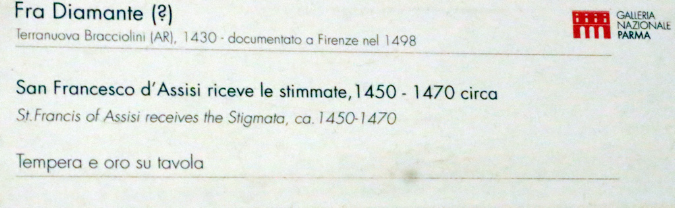 Fra Diamante (?)
Terranuova Bracciolini (AR), 1430 - documentato a Firenze nel 1498
GALLERIA
NAZIONALE
PARMA
San Francesco d'Assisi riceve le stimmate,1450 - 1470 circa
St.Francis of Assisi receives the Stigmata, ca.1450-1470
Tempera e oro su tavola